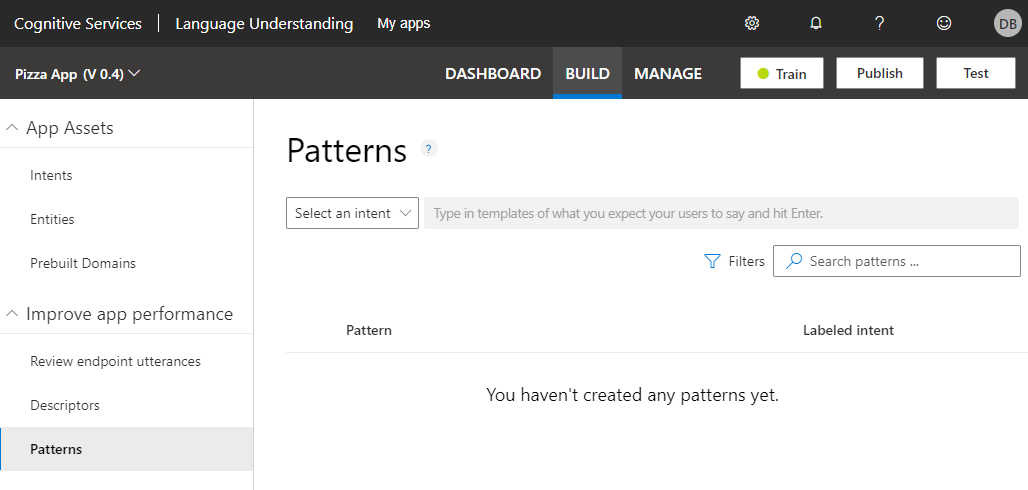 Cognitive Services | Language Understanding My apps ? DB
Pizza App (V 0.4) DASHBOARD BUILD MANAGE Train Publish Test
App Assets
Intents
Entities
Prebuilt Domains
Improve app performance
Review endpoint utterances
Descriptors
Patterns
Patterns ?
Select an intent Type in templates of what you expect your users to say and hit Enter.
Filters Search patterns ...
Pattern Labeled intent
You haven't created any patterns yet.